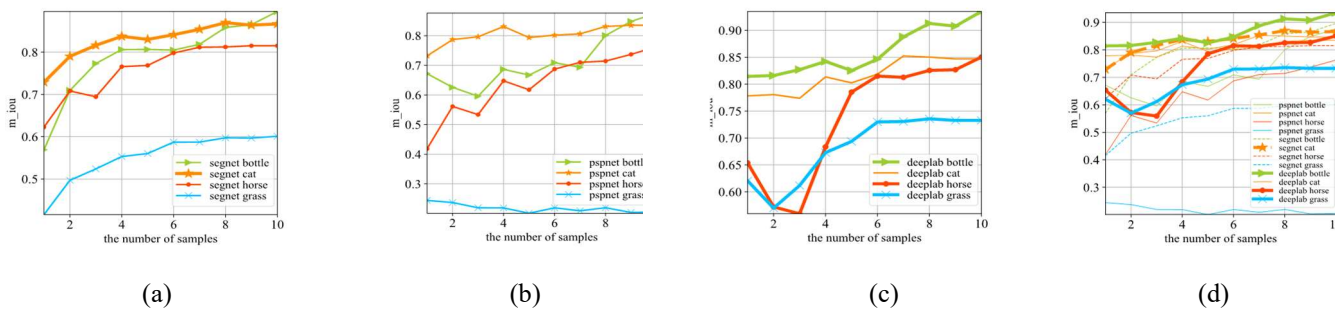 m_iou
0.8
0.7
0.6
0.5
2
4
6
8
10
the number of samples
segnet bottle
segnet cat
segnet horse
segnet grass
(a)
m_iou
0.9
0.8
0.7
0.6
0.5
0.4
0.3
2
4
6
8
the number of samples
pspnet bottl
pspnet cat
pspnet horse
pspnet grass
(b)
m_iou
0.90
0.85
0.80
0.75
0.70
0.65
0.60
2
4
6
8
10
the number of samples
deeplab bottle
deeplab cat
deeplab horse
deeplab grass
(c)
m_iou
0.9
0.8
0.7
0.6
0.5
0.4
0.3
2
4
6
8
1
the number of samples
pspnet bottle
pspnet cat
pspnet horse
pspnet grass
segnet bottle
segnet cat
segnet horse
segnet grass
deeplab bottle
deeplab cat
deeplab horse
deeplab grass
(d)